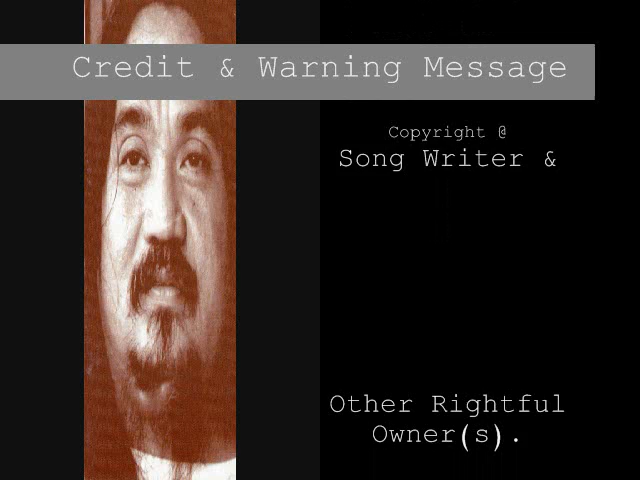 Credit & Warning Message
Copyright @
Song Writer &
Other Rightful
Owner(s).